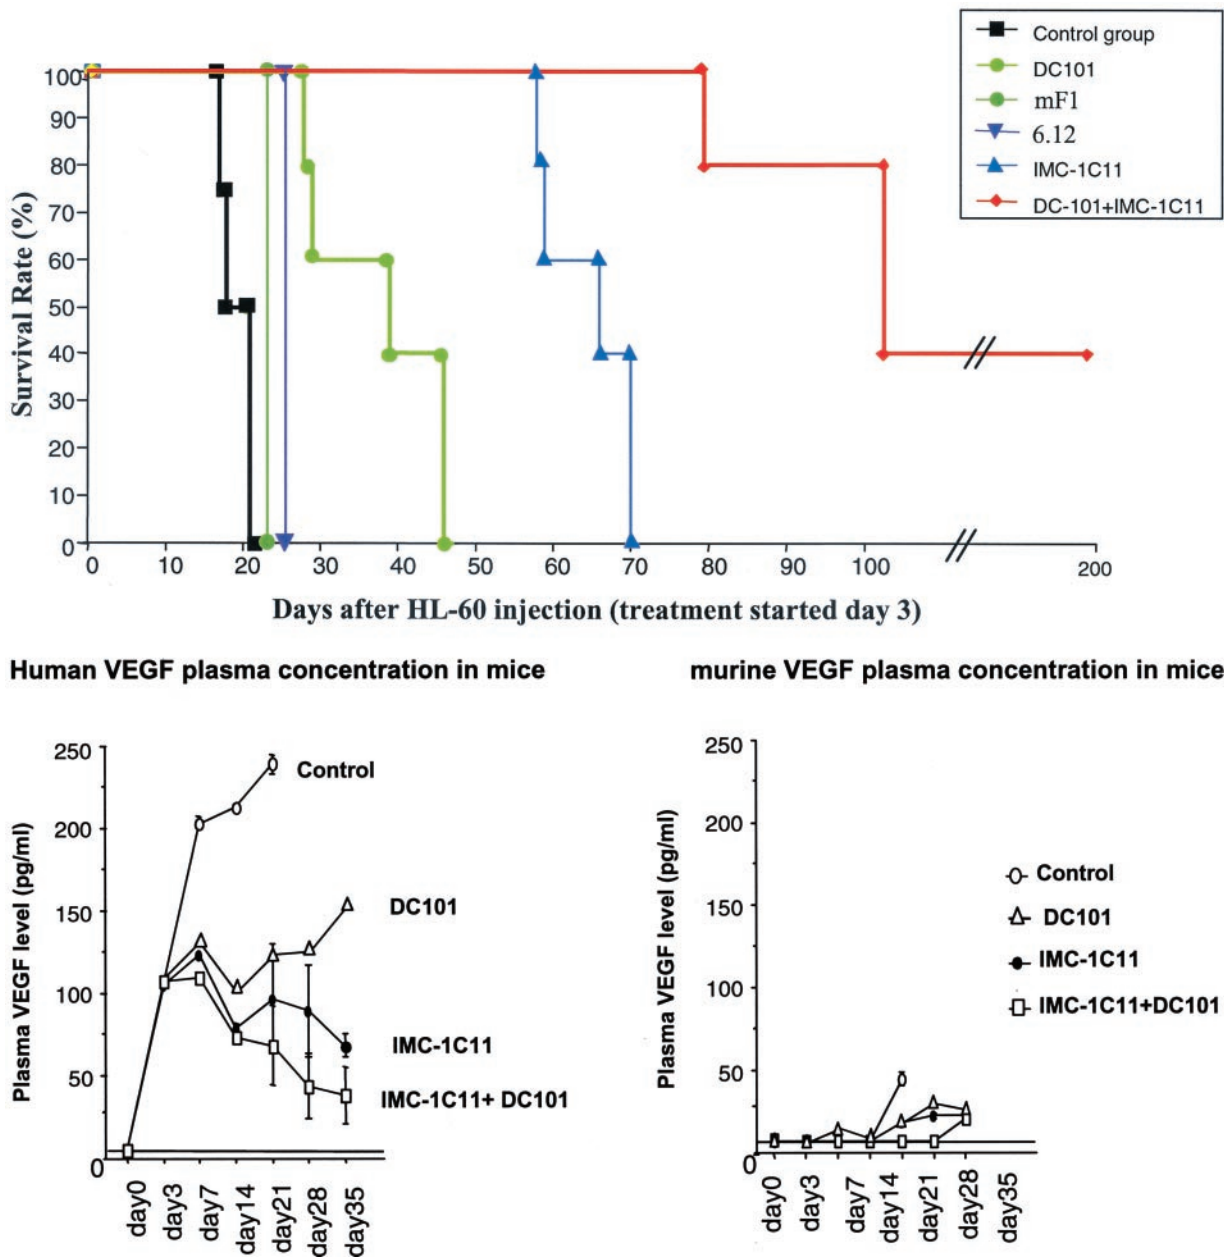 Control group
DC101
mF1
6.12
IMC-1C11
DC-101+IMC-1C11
Survival Rate (%)
100
90
80
70
60
50
40
30
20
10
0
0 10 20 30 40 50 60 70 80 90 100 200
Days after HL-60 injection (treatment started day 3)
Human VEGF plasma concentration in mice
Plasma VEGF level (pg/ml)
250
200
150
100
50
0
Control
DC101
IMC-1C11
IMC-1C11+ DC101
day0 day3 day7 day14 day21 day28 day35
murine VEGF plasma concentration in mice
Plasma VEGF level (pg/ml)
250
200
150
100
50
0
Control
DC101
IMC-1C11
IMC-1C11+DC101
day0 day3 day7 day14 day21 day28 day35